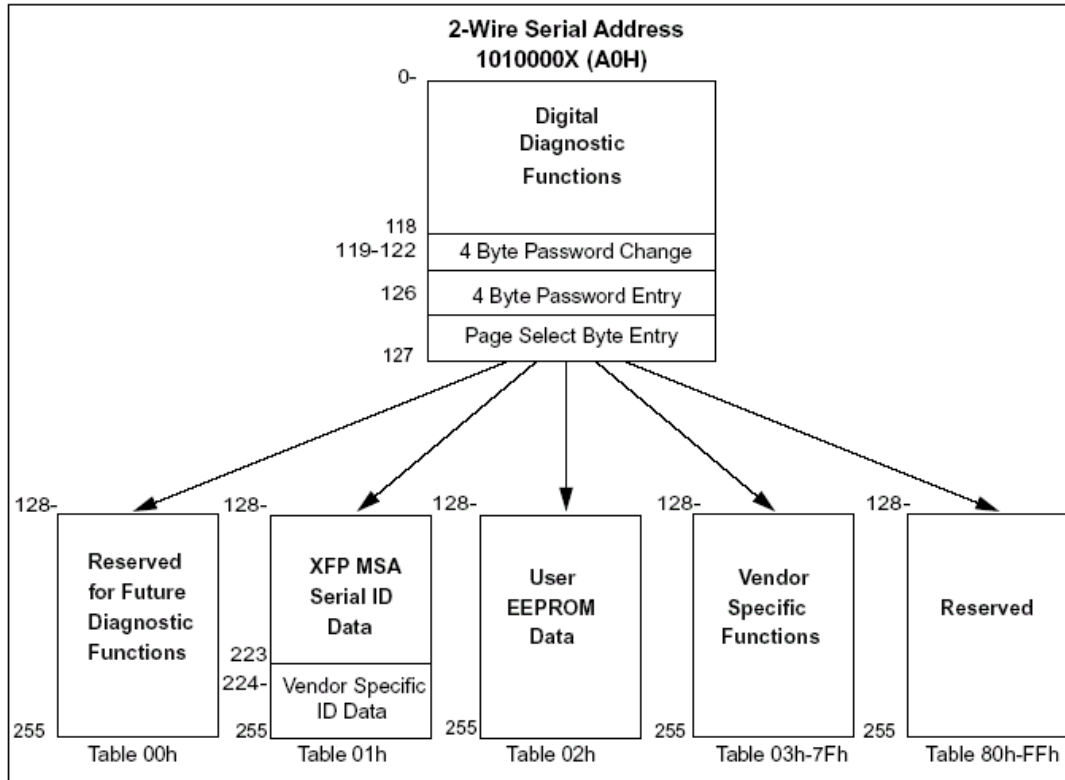 2-Wire Serial Address
1010000X (A0H)
0-
Digital
Diagnostic
Functions
118
119-122
4 Byte Password Change
126
4 Byte Password Entry
Page Select Byte Entry
127
128-
Reserved
for Future
Diagnostic
Functions
255
Table 00h
128-
XFP MSA
Serial ID
Data
223
224-
Vendor Specific
ID Data
255
Table 01h
128-
User
EEPROM
Data
255
Table 02h
128-
Vendor
Specific
Functions
255
Table 03h-7Fh
128-
Reserved
255
Table 80h-FFh